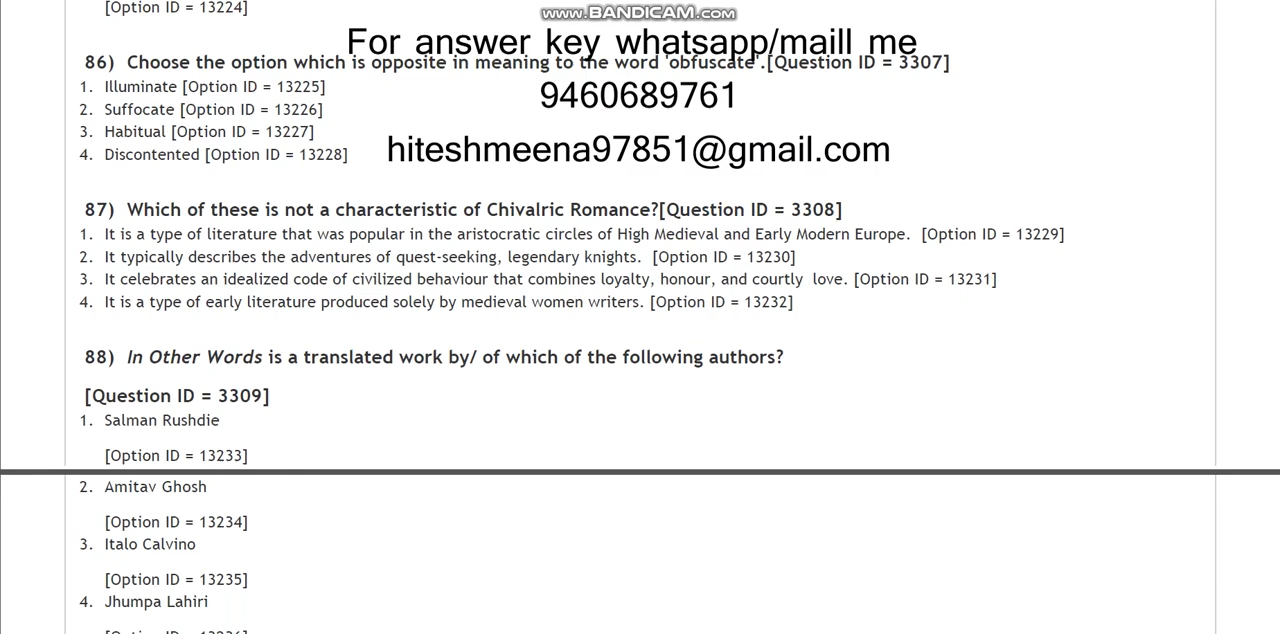 [Option ID = 13224]
www.BANDICAM.com
For answer key whatsapp/maill me
86) Choose the option which is opposite in meaning to the word 'obfuscate'.[Question ID = 3307]
1. Illuminate [Option ID = 13225]
9460689761
2. Suffocate [Option ID = 13226]
3. Habitual [Option ID = 13227]
4. Discontented [Option ID = 13228]
hiteshmeena97851@gmail.com
87) Which of these is not a characteristic of Chivalric Romance?[Question ID = 3308]
1. It is a type of literature that was popular in the aristocratic circles of High Medieval and Early Modern Europe. [Option ID = 13229]
2. It typically describes the adventures of quest-seeking, legendary knights. [Option ID = 13230]
3. It celebrates an idealized code of civilized behaviour that combines loyalty, honour, and courtly love. [Option ID = 13231]
4. It is a type of early literature produced solely by medieval women writers. [Option ID = 13232]
88) In Other Words is a translated work by/ of which of the following authors?
[Question ID = 3309]
1. Salman Rushdie
[Option ID = 13233]
2. Amitav Ghosh
[Option ID = 13234]
3. Italo Calvino
[Option ID = 13235]
4. Jhumpa Lahiri